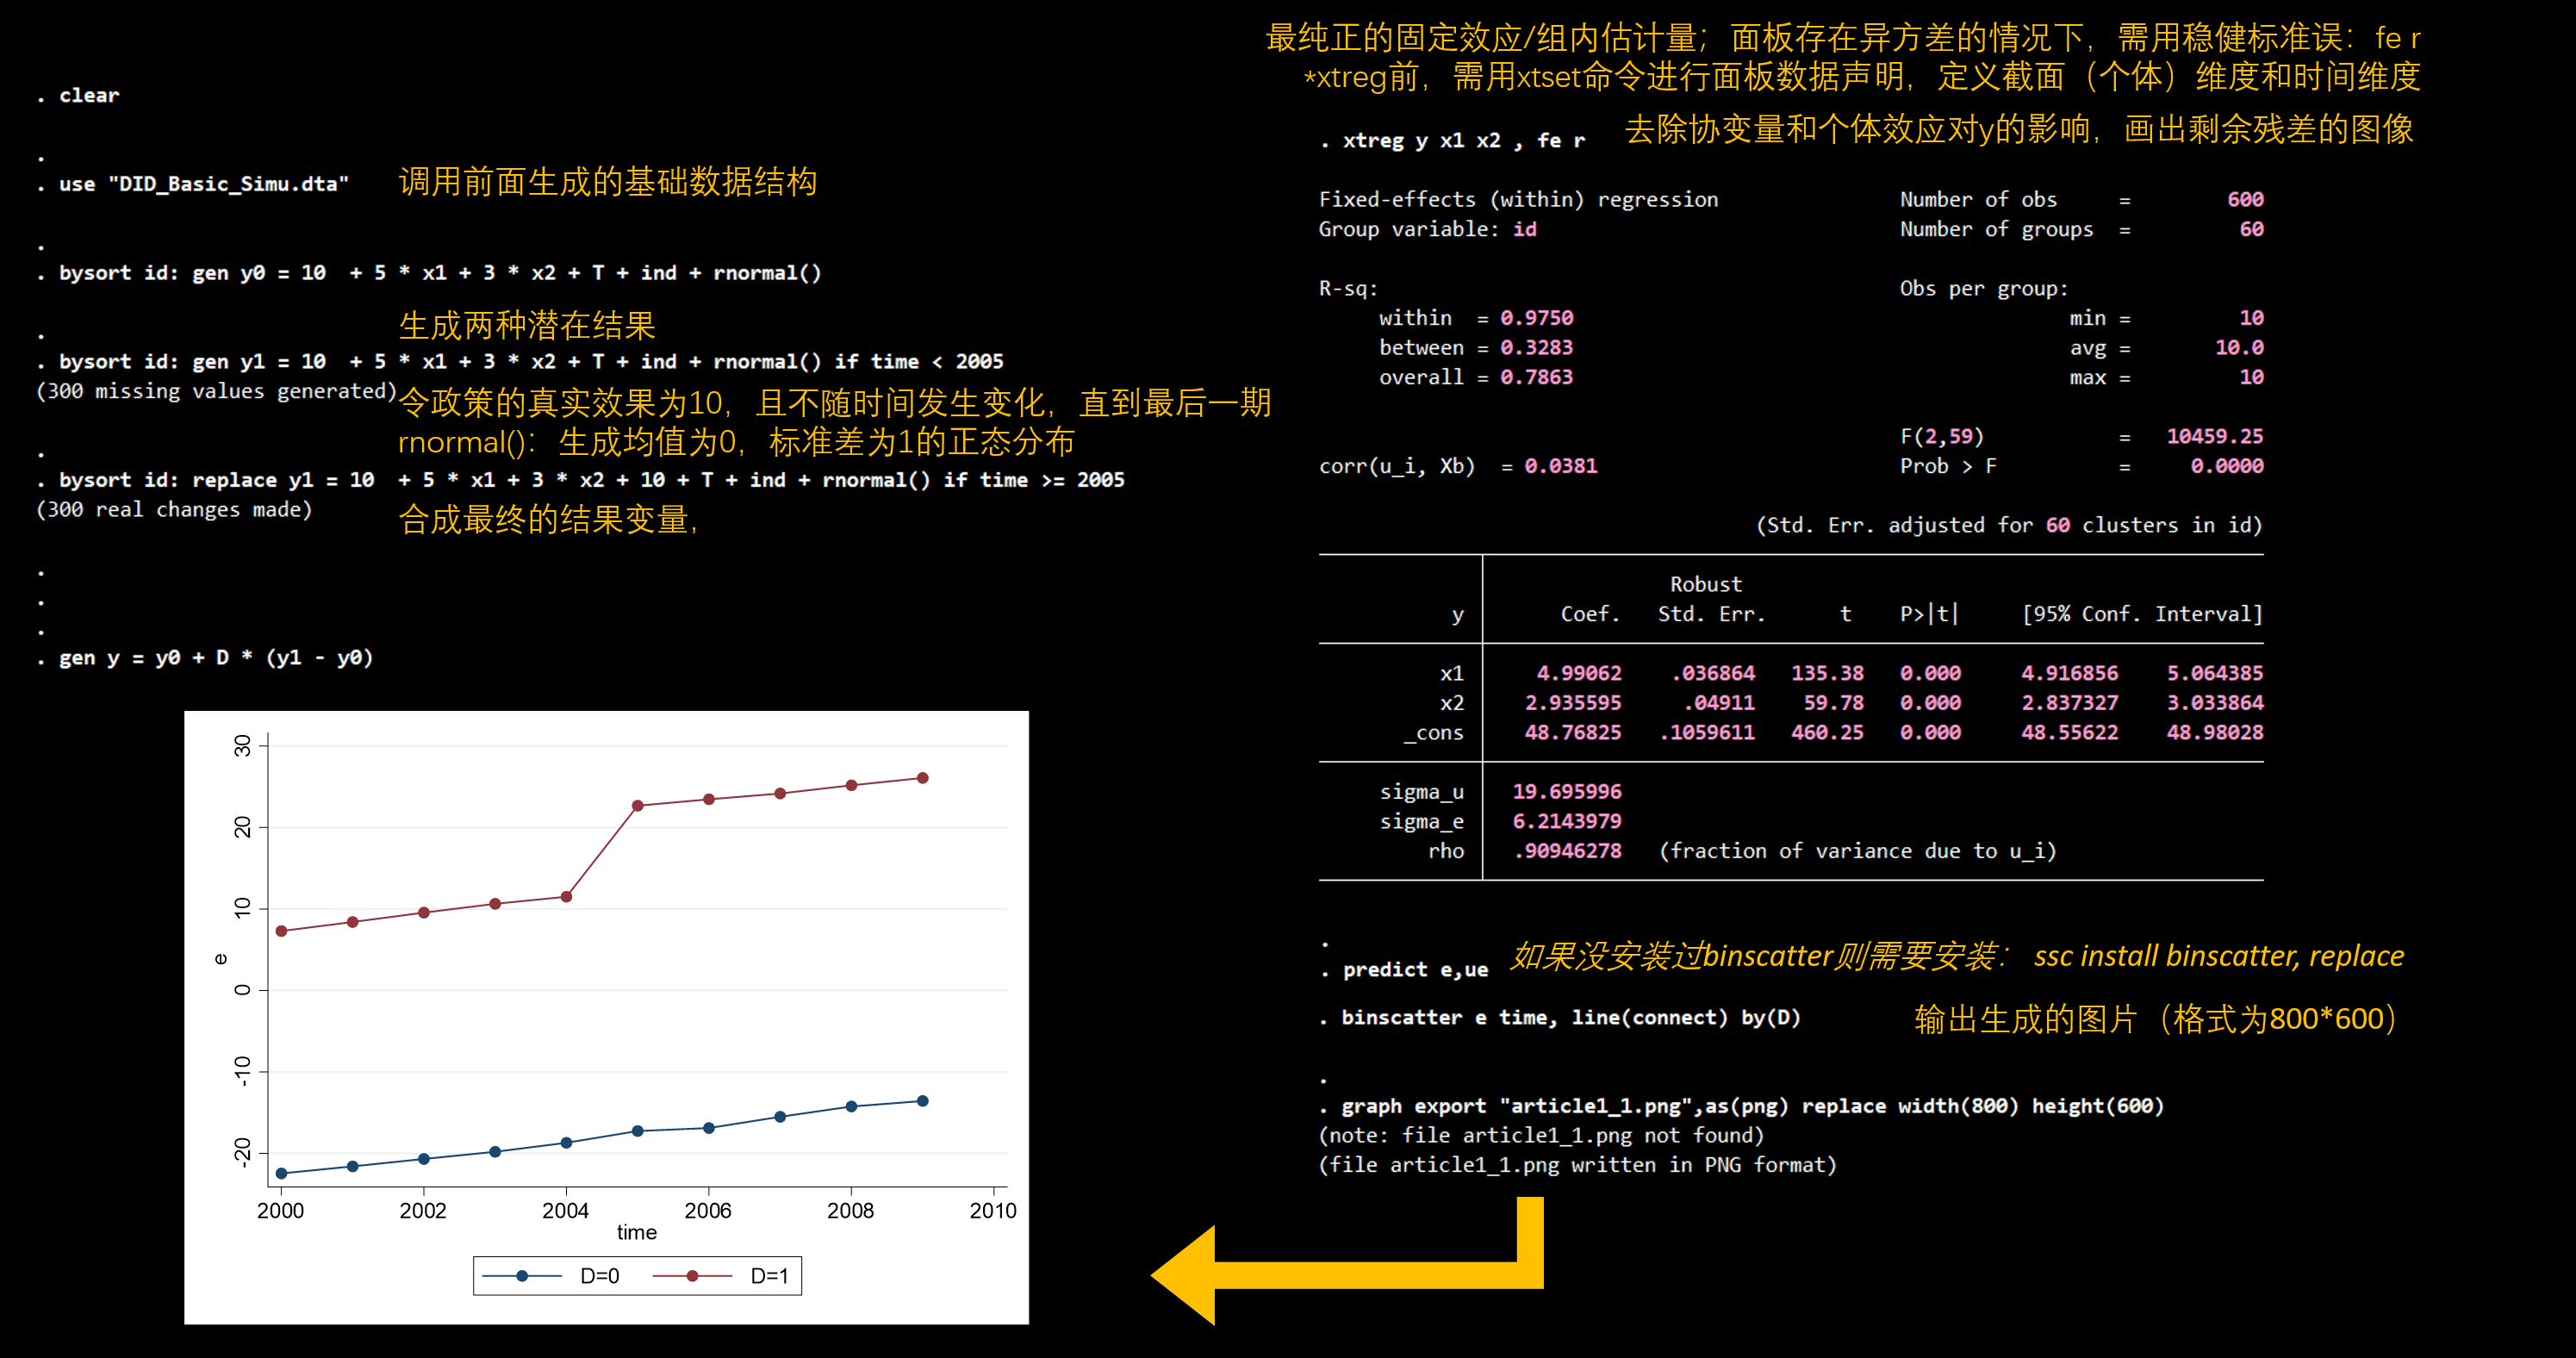 . clear
.
. use "DID_Basic_Simu.dta"
调用前面生成的基础数据结构
.
. bysort id: gen y0 = 10  + 5 * x1 + 3 * x2 + T + ind + rnormal()
生成两种潜在结果
.
. bysort id: gen y1 = 10  + 5 * x1 + 3 * x2 + T + ind + rnormal() if time < 2005
(300 missing values generated)
令政策的真实效果为10，且不随时间发生变化，直到最后一期
rnormal()：生成均值为0，标准差为1的正态分布
.
. bysort id: replace y1 = 10  + 5 * x1 + 3 * x2 + 10 + T + ind + rnormal() if time >= 2005
(300 real changes made)
合成最终的结果变量，
.
.
.
. gen y = y0 + D * (y1 - y0)
30
20
10
0
-10
-20
e
2000 2002 2004 2006 2008 2010
time
D=0 D=1
最纯正的固定效应/组内估计量；面板存在异方差的情况下，需用稳健标准误：fe r
*xtreg前，需用xtset命令进行面板数据声明，定义截面（个体）维度和时间维度
去除协变量和个体效应对y的影响，画出剩余残差的图像
. xtreg y x1 x2 , fe r
Fixed-effects (within) regression Number of obs = 600
Group variable: id Number of groups = 60
R-sq: Obs per group:
within = 0.9750 min = 10
between = 0.3283 avg = 10.0
overall = 0.7863 max = 10
F(2,59) = 10459.25
corr(u_i, Xb) = 0.0381 Prob > F = 0.0000
(Std. Err. adjusted for 60 clusters in id)
Robust
y Coef. Std. Err. t P>|t| [95% Conf. Interval]
x1 4.99062 .036864 135.38 0.000 4.916856 5.064385
x2 2.935595 .04911 59.78 0.000 2.837327 3.033864
_cons 48.76825 .1059611 460.25 0.000 48.55622 48.98028
sigma_u 19.695996
sigma_e 6.2143979
rho .90946278 (fraction of variance due to u_i)
.
. predict e,ue
如果没安装过binscatter则需要安装： ssc install binscatter, replace
. binscatter e time, line(connect) by(D)
输出生成的图片（格式为800*600）
.
. graph export "article1_1.png",as(png) replace width(800) height(600)
(note: file article1_1.png not found)
(file article1_1.png written in PNG format)